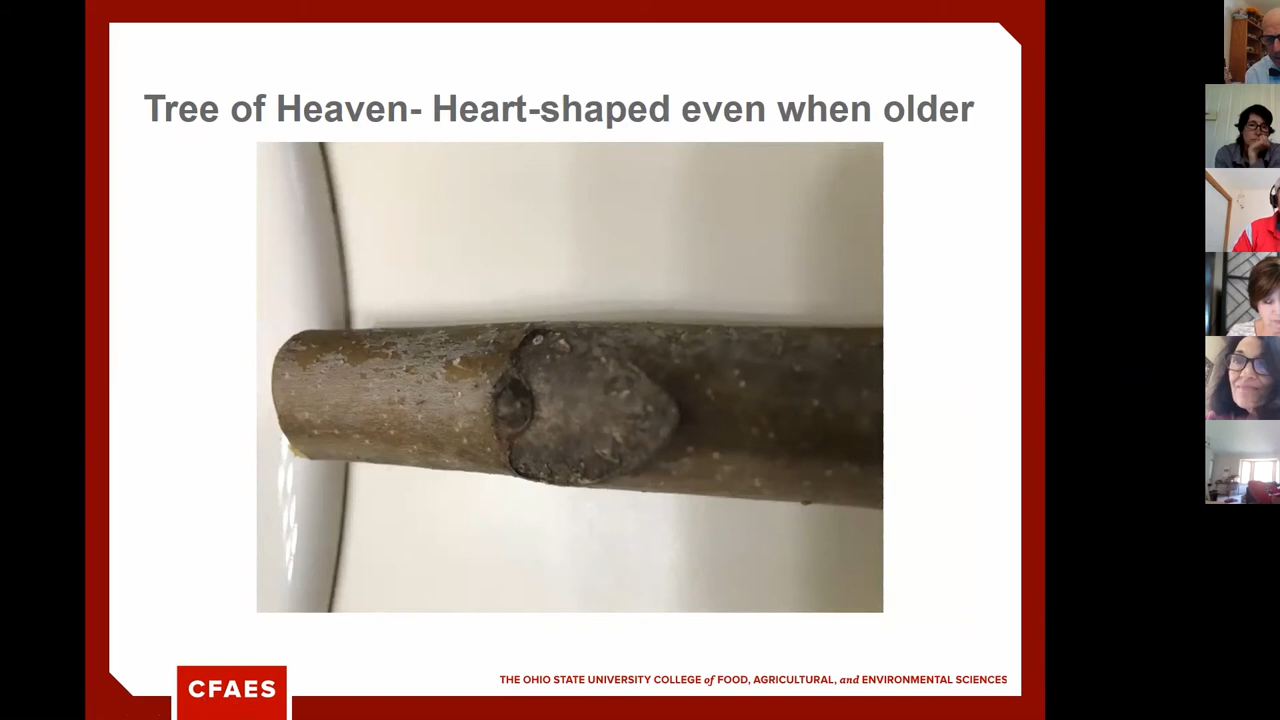 Tree of Heaven- Heart-shaped even when older
CFAES
THE OHIO STATE UNIVERSITY COLLEGE of FOOD, AGRICULTURAL, and ENVIRONMENTAL SCIENCES